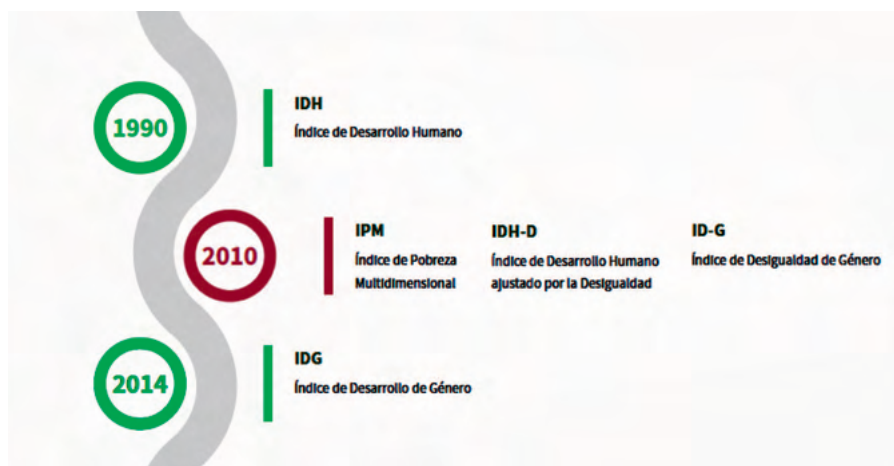 1990
IDH
Índice de Desarrollo Humano
2010
IPM
Índice de Pobreza
Multidimensional
IDH-D
Índice de Desarrollo Humano
ajustado por la Desigualdad
ID-G
Índice de Desigualdad de Género
2014
IDG
Índice de Desarrollo de Género